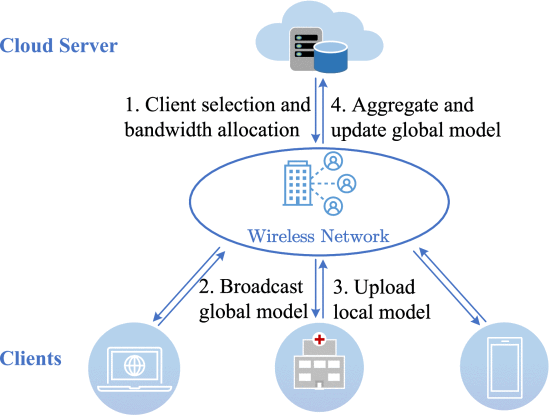 Cloud Server
1. Client selection and
bandwidth allocation
4. Aggregate and
update global model
Wireless Network
2. Broadcast
global model
3. Upload
local model
Clients